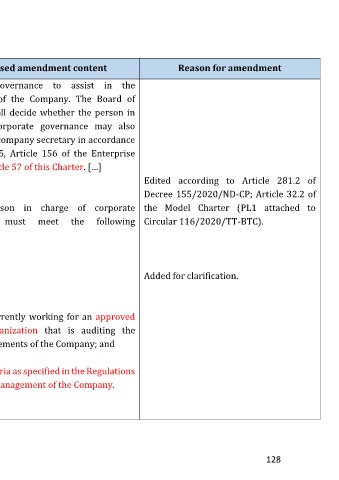 sed amendment content
Reason for amendment
overnance to assist in the
of the Company. The Board of
all decide whether the person in
orporate governance may also
company secretary in accordance
5, Article 156 of the Enterprise
cle 57 of this Charter. […]
son in charge of corporate
must meet the following
rently working for an approved
anization that is auditing the
ements of the Company; and
ria as specified in the Regulations
anagement of the Company.
Edited according to Article 281.2 of
Decree 155/2020/ND-CP; Article 32.2 of
the Model Charter (PL1 attached to
Circular 116/2020/TT-BTC).
Added for clarification.
128